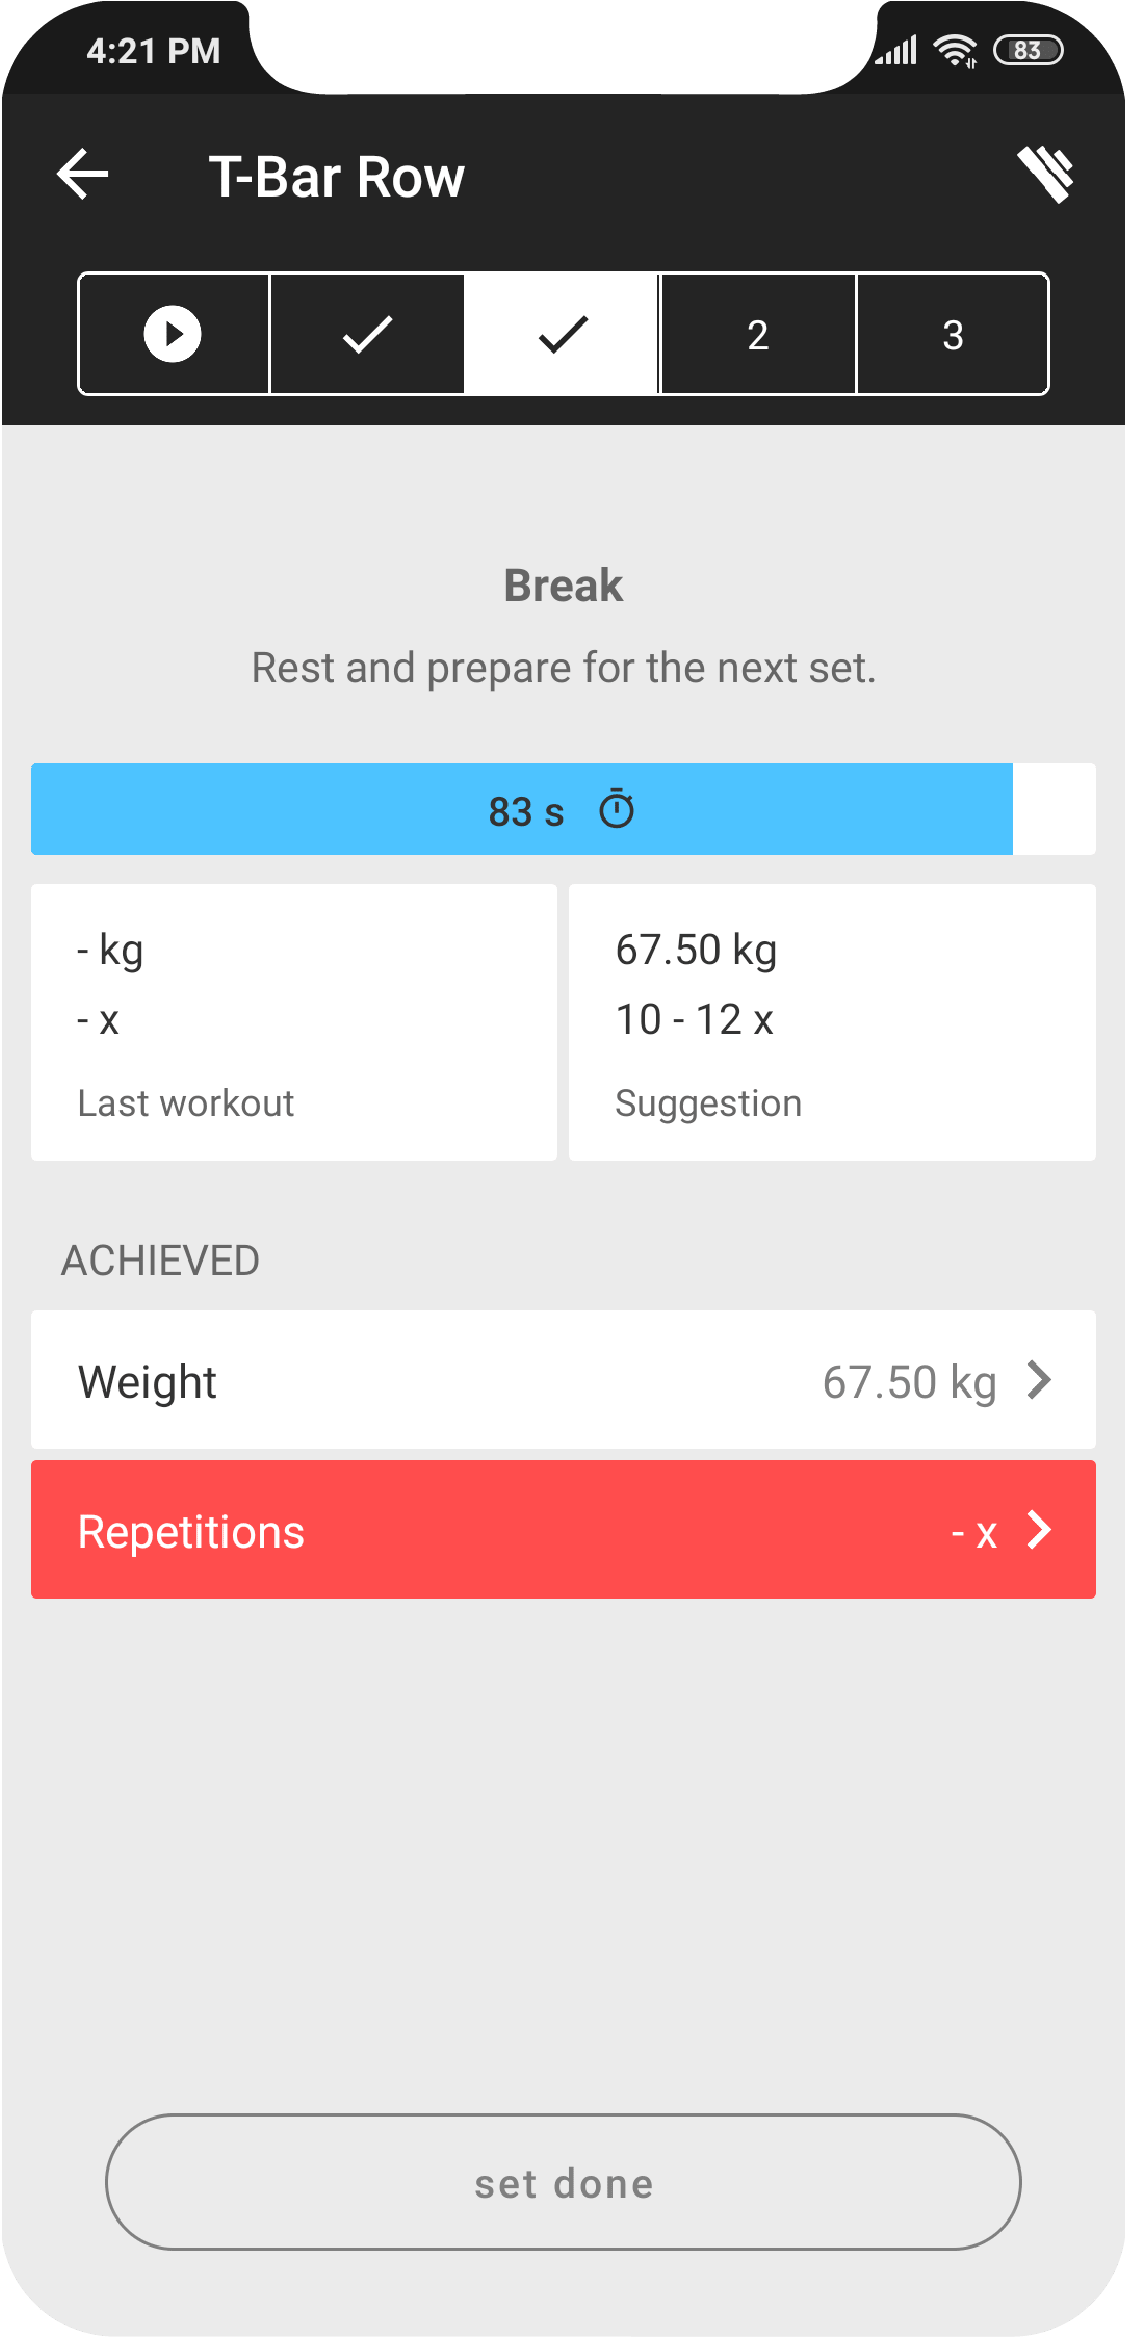 4:21 PM
83
T-Bar Row
2
3
Break
Rest and prepare for the next set.
83 s
- kg
- x
Last workout
67.50 kg
10 - 12 x
Suggestion
ACHIEVED
Weight
67.50 kg
Repetitions
- x
set done